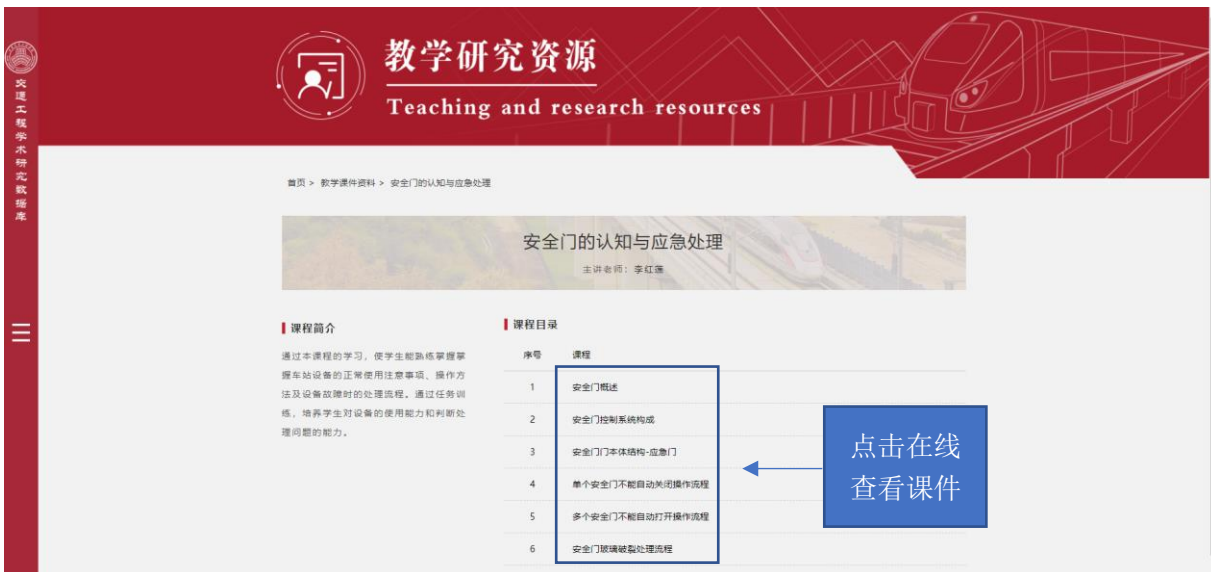 交通工程学术研究数据库
教学研究资源
Teaching and research resources
首页 > 教学课件资料 > 安全门的认知与应急处理
安全门的认知与应急处理
主讲老师：李红莲
课程简介
通过本课程的学习，使学生能熟练掌握掌
握车站设备的正常使用注意事项、操作方
法及设备故障时的处理流程。通过任务训
练，培养学生对设备的使用能力和判断处
理问题的能力。
课程目录
序号 课程
1 安全门概述
2 安全门控制系统构成
3 安全门门本体结构-应急门
4 单个安全门不能自动关闭操作流程
5 多个安全门不能自动打开操作流程
6 安全门玻璃破裂处理流程
点击在线
查看课件